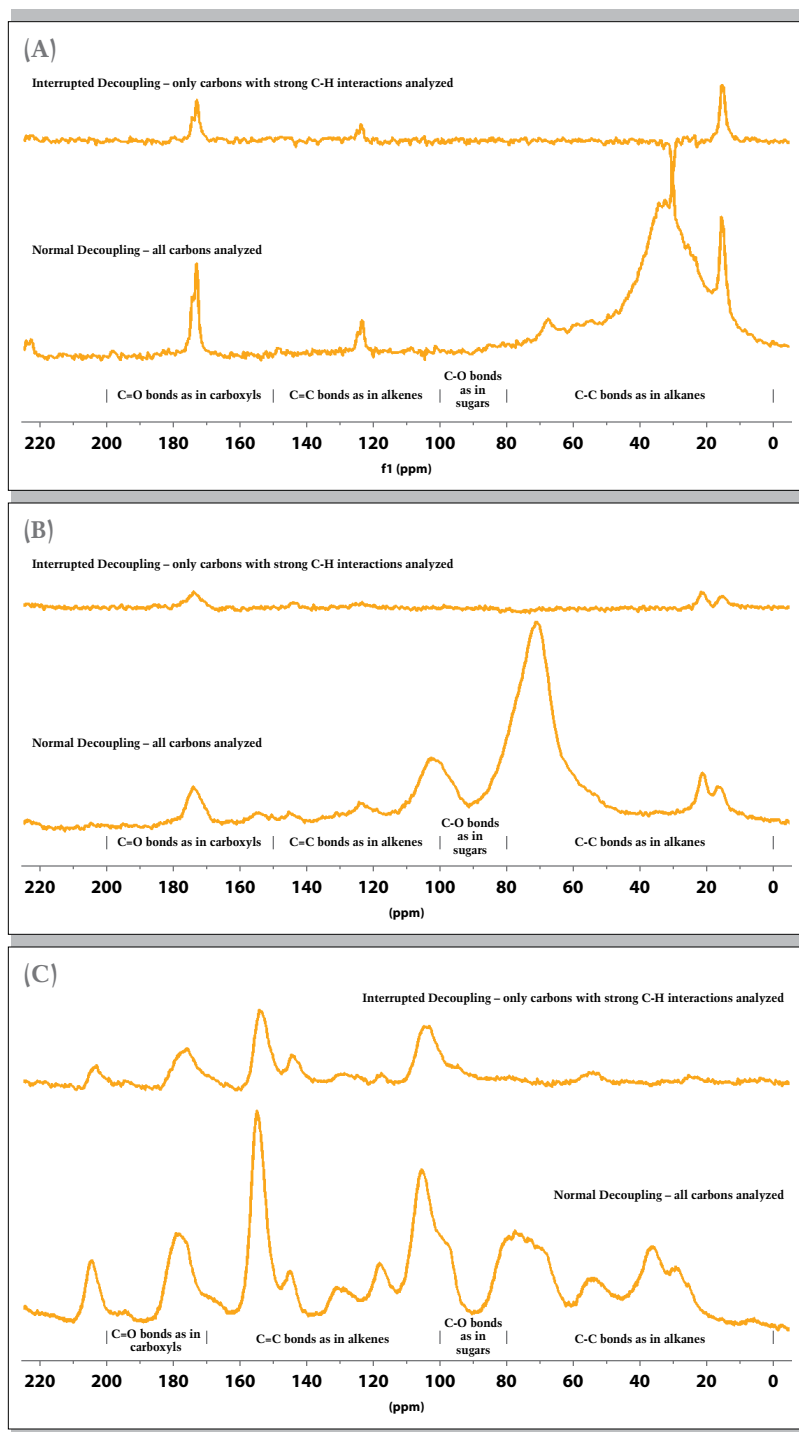 (A)
Interrupted Decoupling – only carbons with strong C-H interactions analyzed
Normal Decoupling – all carbons analyzed
C-O bonds
as in
sugars
| C=O bonds as in carboxyls | C=C bonds as in alkenes | | C-C bonds as in alkanes |
220 200 180 160 140 120 100 80 60 40 20 0
f1 (ppm)
(B)
Interrupted Decoupling – only carbons with strong C-H interactions analyzed
Normal Decoupling – all carbons analyzed
C-O bonds
as in
sugars
| C=O bonds as in carboxyls | C=C bonds as in alkenes | | C-C bonds as in alkanes |
220 200 180 160 140 120 100 80 60 40 20 0
(ppm)
(C)
Interrupted Decoupling – only carbons with strong C-H interactions analyzed
Normal Decoupling – all carbons analyzed
C-O bonds
as in
sugars
| C=O bonds as in
carboxyls | C=C bonds as in alkenes | | C-C bonds as in alkanes |
220 200 180 160 140 120 100 80 60 40 20 0
(ppm)